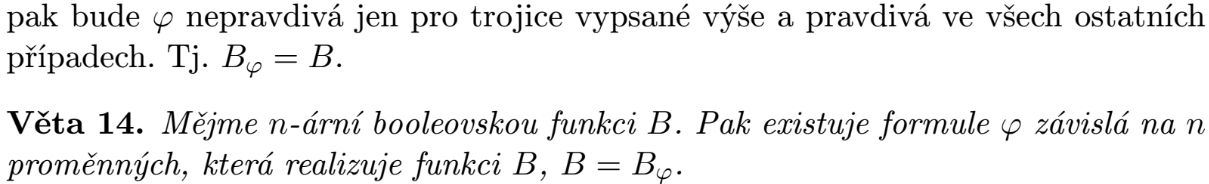 pak bude φ nepravdivá jen pro trojice vypsané výše a pravdivá ve všech ostatních
případech. Tj. B_φ = B.
Věta 14. Mějme n-ární booleovskou funkci B. Pak existuje formule φ závislá na n
proměnných, která realizuje funkci B, B = B_φ.